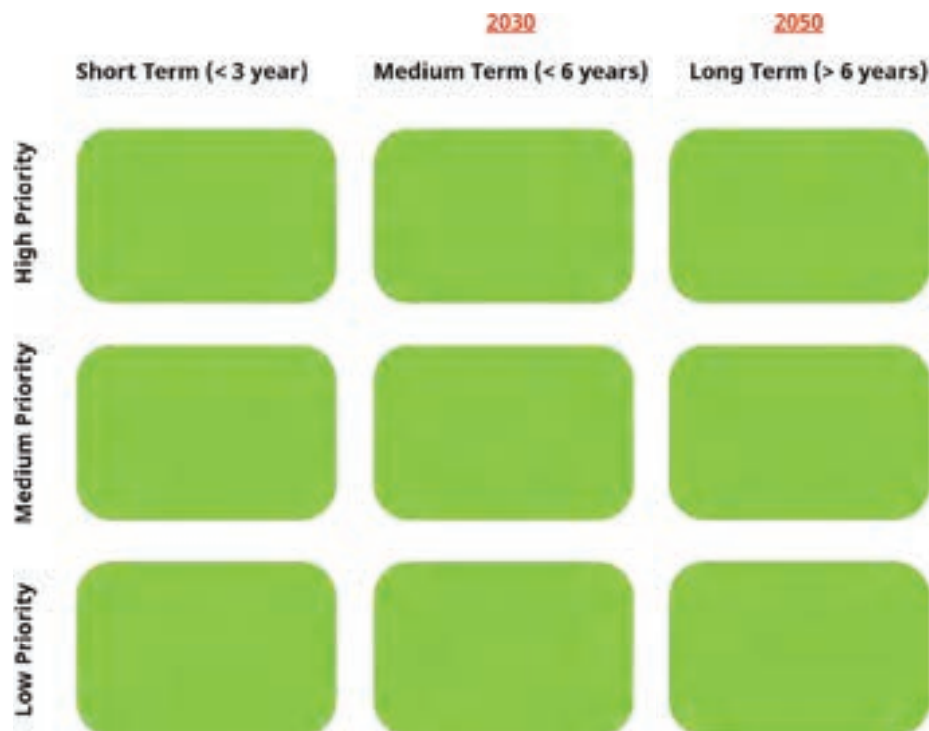 2030
2050
Short Term (< 3 year)
Medium Term (< 6 years)
Long Term (> 6 years)
High Priority
Medium Priority
Low Priority